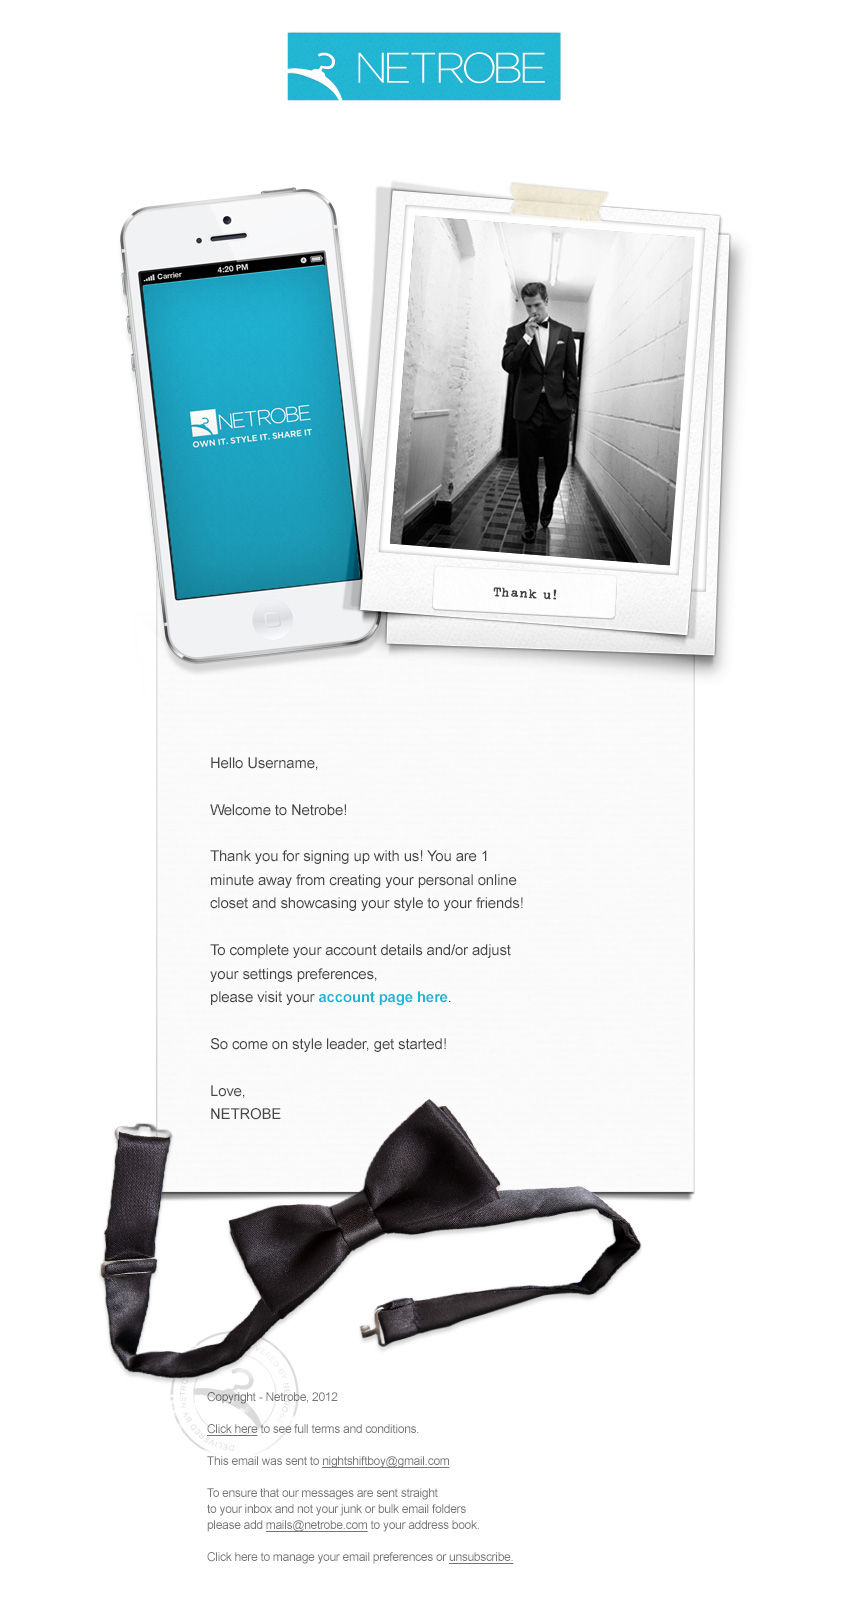 NETROBE
Carrier
4:20 PM
NETROBE
OWN IT. STYLE IT. SHARE IT
Thank u!
Hello Username,
Welcome to Netrobe!
Thank you for signing up with us! You are 1
minute away from creating your personal online
closet and showcasing your style to your friends!
To complete your account details and/or adjust
your settings preferences,
please visit your account page here.
So come on style leader, get started!
Love,
NETROBE
Copyright - Netrobe, 2012
Click here to see full terms and conditions.
This email was sent to nightshiftboy@gmail.com
To ensure that our messages are sent straight
to your inbox and not your junk or bulk email folders
please add mails@netrobe.com to your address book.
Click here to manage your email preferences or unsubscribe.
DELIVERED BY NETRO